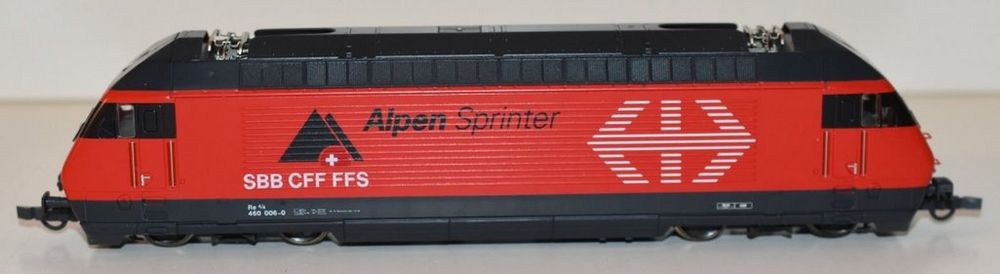 Alpen Sprinter
SBB CFF FFS
Re 4/4
460 006-0